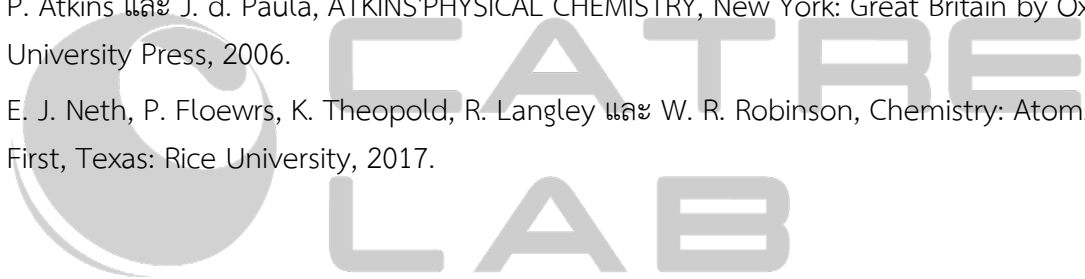 P. Atkins และ J. d. Paula, ATKINS'PHYSICAL CHEMISTRY, New York: Great Britain by Ox
University Press, 2006.
E. J. Neth, P. Floewrs, K. Theopold, R. Langley และ W. R. Robinson, Chemistry: Atom
First, Texas: Rice University, 2017.
CATRE
LAB